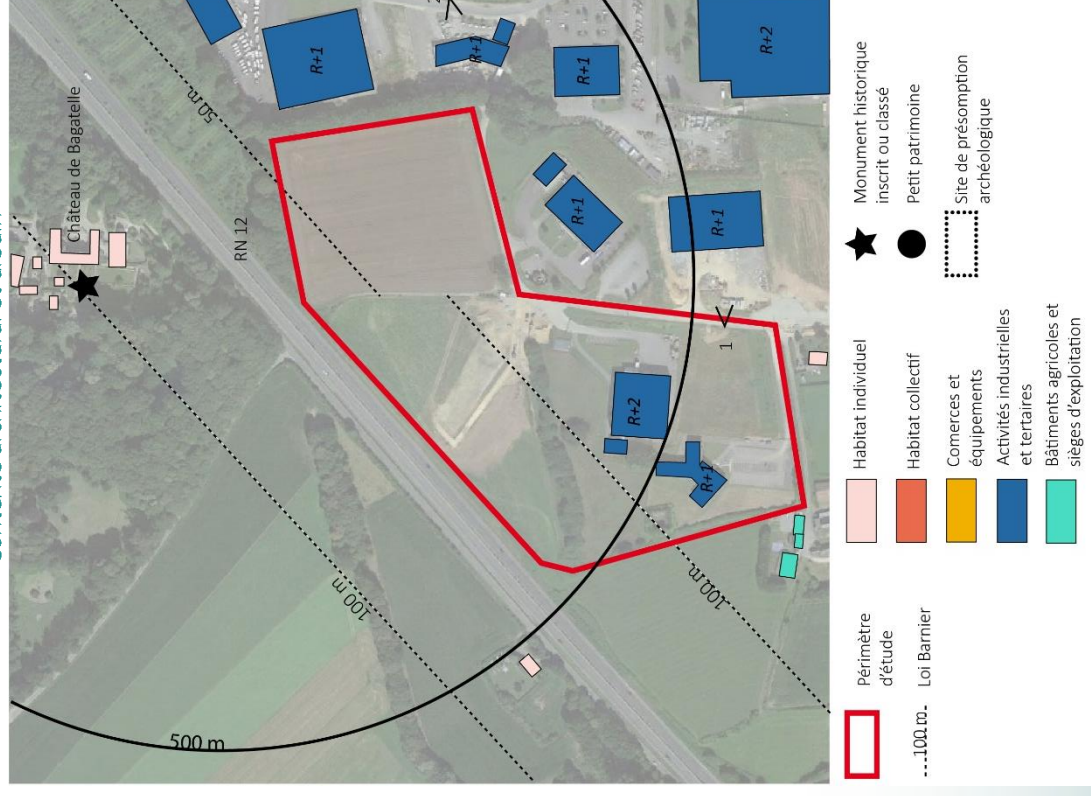 Château de Bagatelle
RN 12
50 m
100 m
100 m
500 m
R+1
R+1
R+1
R+2
R+1
R+1
R+2
R+1
1
Périmètre
d'étude
100 m
Loi Barnier
Habitat individuel
Habitat collectif
Comerces et
équipements
Activités industrielles
et tertaires
Bâtiments agricoles et
sièges d'exploitation
Monument historique
inscrit ou classé
Petit patrimoine
Site de présomption
archéologique